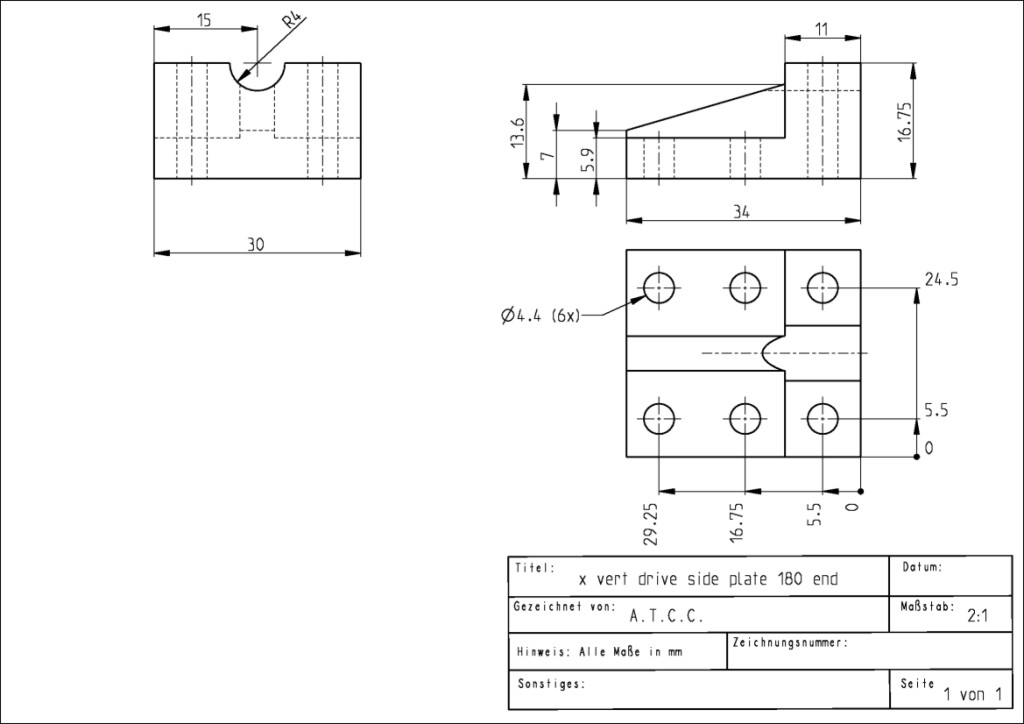 15
R4
30
11
13.6
7
5.9
16.75
34
Ø4.4 (6x)
24.5
5.5
0
29.25
16.75
5.5
0
Titel:
x vert drive side plate 180 end
Datum:
Gezeichnet von:
A.T.C.C.
Maßstab:
2:1
Hinweis: Alle Maße in mm
Zeichnungsnummer:
Sonstiges:
Seite
1 von 1